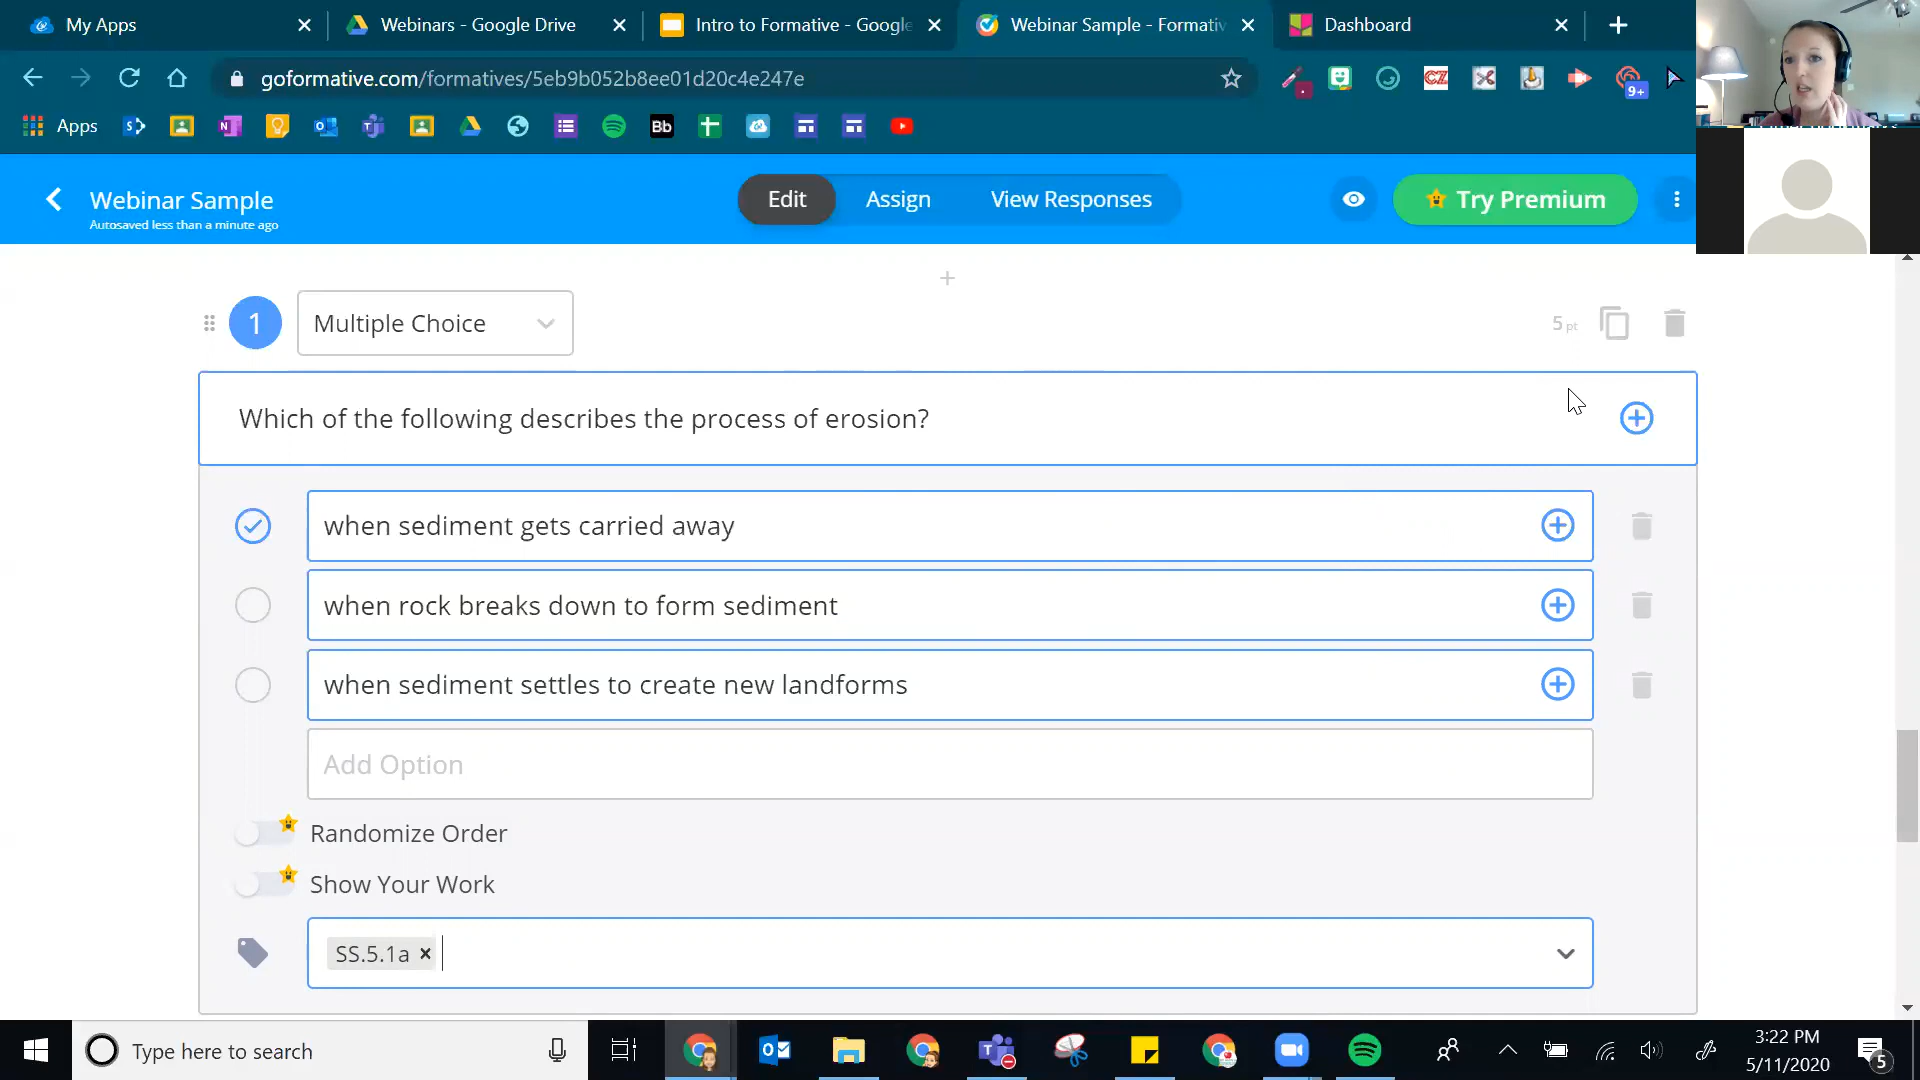 My Apps
Webinars - Google Drive
Intro to Formative - Google
Webinar Sample - Formativ
Dashboard
goformative.com/formatives/5eb9b052b8ee01d20c4e247e
CZ
9+
Apps
Bb
Webinar Sample
Autosaved less than a minute ago
Edit
Assign
View Responses
Try Premium
1
Multiple Choice
5 pt
Which of the following describes the process of erosion?
when sediment gets carried away
when rock breaks down to form sediment
when sediment settles to create new landforms
Add Option
Randomize Order
Show Your Work
SS.5.1a
Type here to search
3:22 PM
5/11/2020
5